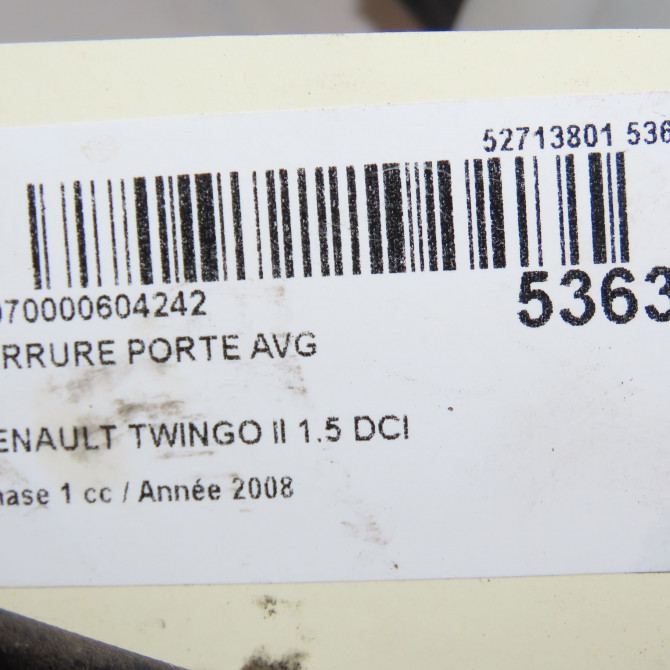 52713801 536
070000604242
5363
RRURE PORTE AVG
ENAULT TWINGO II 1.5 DCI
hase 1 cc / Année 2008